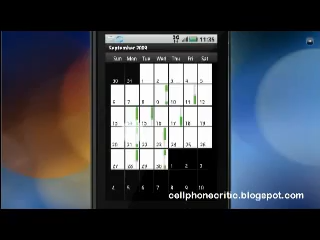 3G 11:35
September 2009
Sun Mon Tue Wed Thu Fri Sat
30 31 1 2 3 4 5
6 7 8 9 10 11 12
13 14 15 16 17 18 19
20 21 22 23 24 25 26
27 28 29 30 1 2 3
4 5 6 7 8 9 10
cellphonecritic.blogspot.com